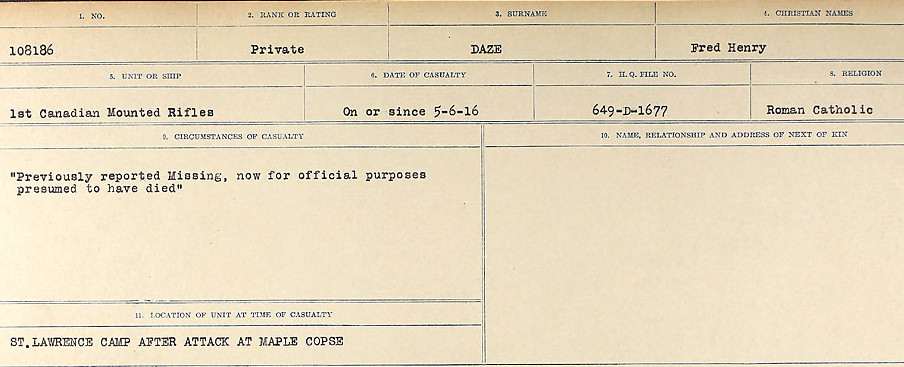 1. NO. 2. RANK OR RATING 3. SURNAME 4. CHRISTIAN NAMES
108186 Private DAZE Fred Henry
5. UNIT OR SHIP 6. DATE OF CASUALTY 7. H.Q. FILE NO. 8. RELIGION
1st Canadian Mounted Rifles On or since 5-6-16 649-D-1677 Roman Catholic
9. CIRCUMSTANCES OF CASUALTY
"Previously reported Missing, now for official purposes
presumed to have died"
10. NAME, RELATIONSHIP AND ADDRESS OF NEXT OF KIN
11. LOCATION OF UNIT AT TIME OF CASUALTY
ST.LAWRENCE CAMP AFTER ATTACK AT MAPLE COPSE